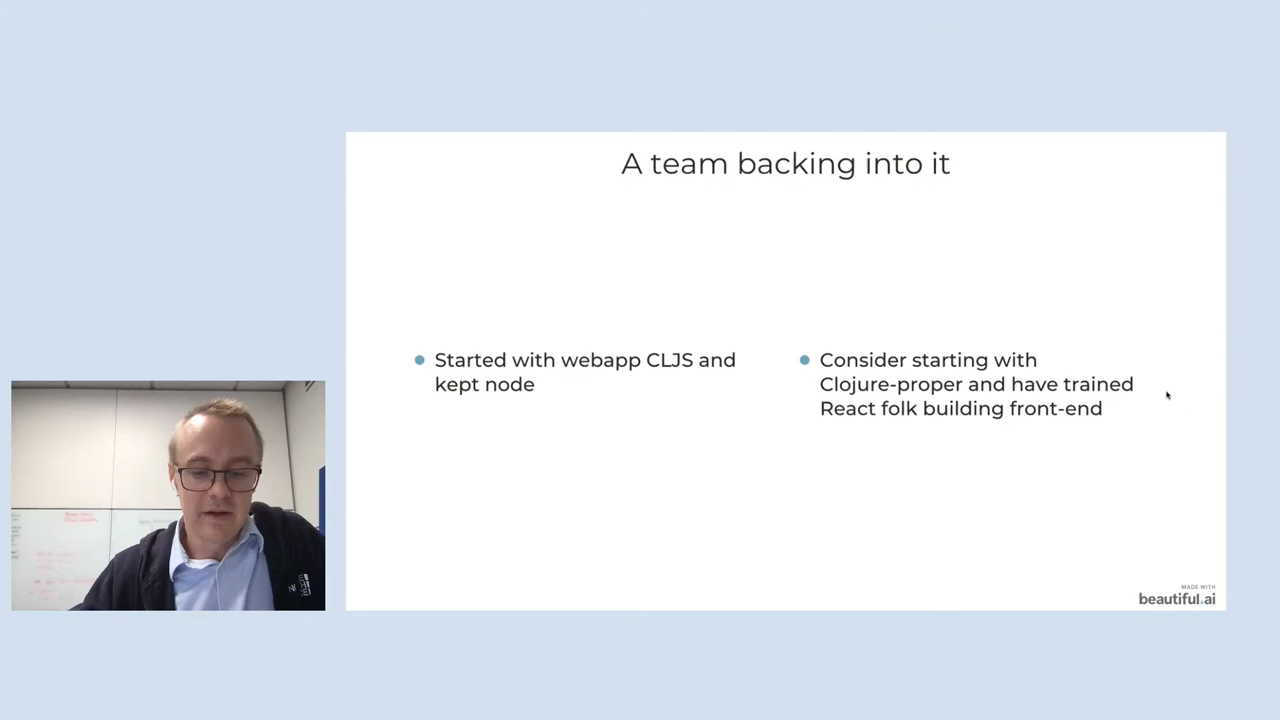 A team backing into it
Started with webapp CLJS and
kept node
Consider starting with
Clojure-proper and have trained
React folk building front-end
MADE WITH
beautiful.ai